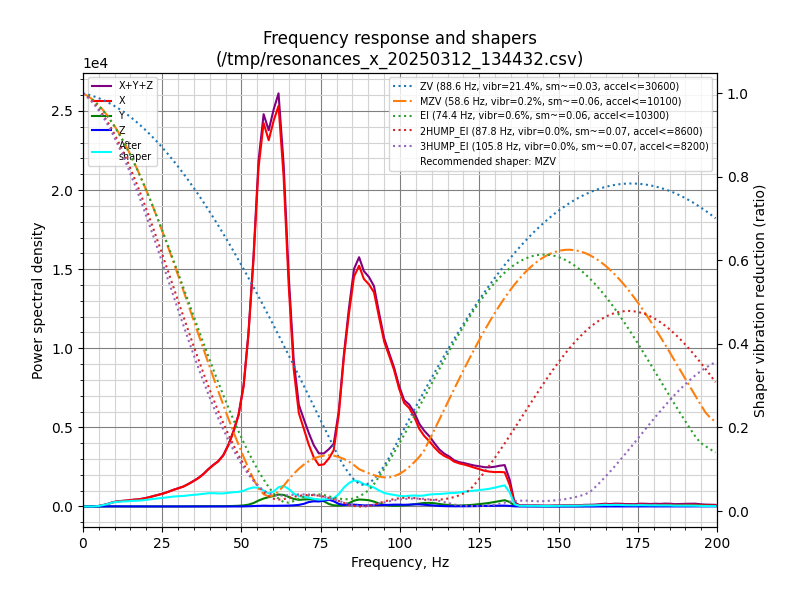 Frequency response and shapers
(/tmp/resonances_x_20250312_134432.csv)
1e4
X+Y+Z
X
Y
Z
After
shaper
ZV (88.6 Hz, vibr=21.4%, sm~=0.03, accel<=30600)
MZV (58.6 Hz, vibr=0.2%, sm~=0.06, accel<=10100)
EI (74.4 Hz, vibr=0.6%, sm~=0.06, accel<=10300)
2HUMP_EI (87.8 Hz, vibr=0.0%, sm~=0.07, accel<=8600)
3HUMP_EI (105.8 Hz, vibr=0.0%, sm~=0.07, accel<=8200)
Recommended shaper: MZV
Power spectral density
2.5
2.0
1.5
1.0
0.5
0.0
1.0
0.8
0.6
0.4
0.2
0.0
Shaper vibration reduction (ratio)
0 25 50 75 100 125 150 175 200
Frequency, Hz